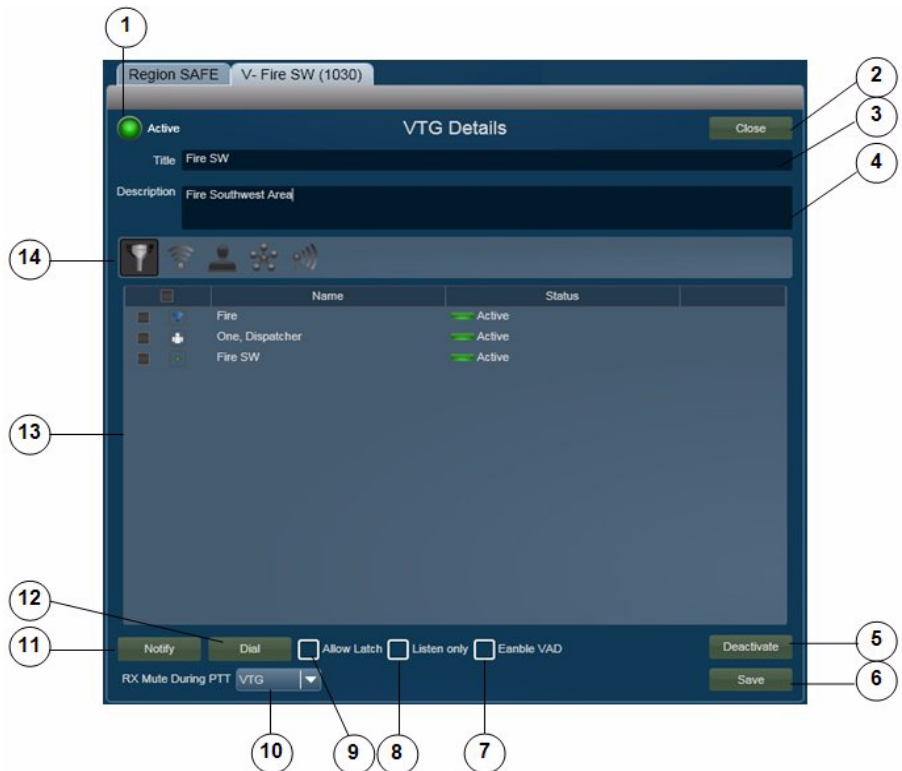 1
Region SAFE V- Fire SW (1030)
2
Active VTG Details Close
3
Title Fire SW
4
Description Fire Southwest Area
14
Name Status
Fire Active
One, Dispatcher Active
Fire SW Active
13
12
11 Notify Dial Allow Latch Listen only Eanble VAD Deactivate 5
RX Mute During PTT VTG Save 6
10 9 8 7